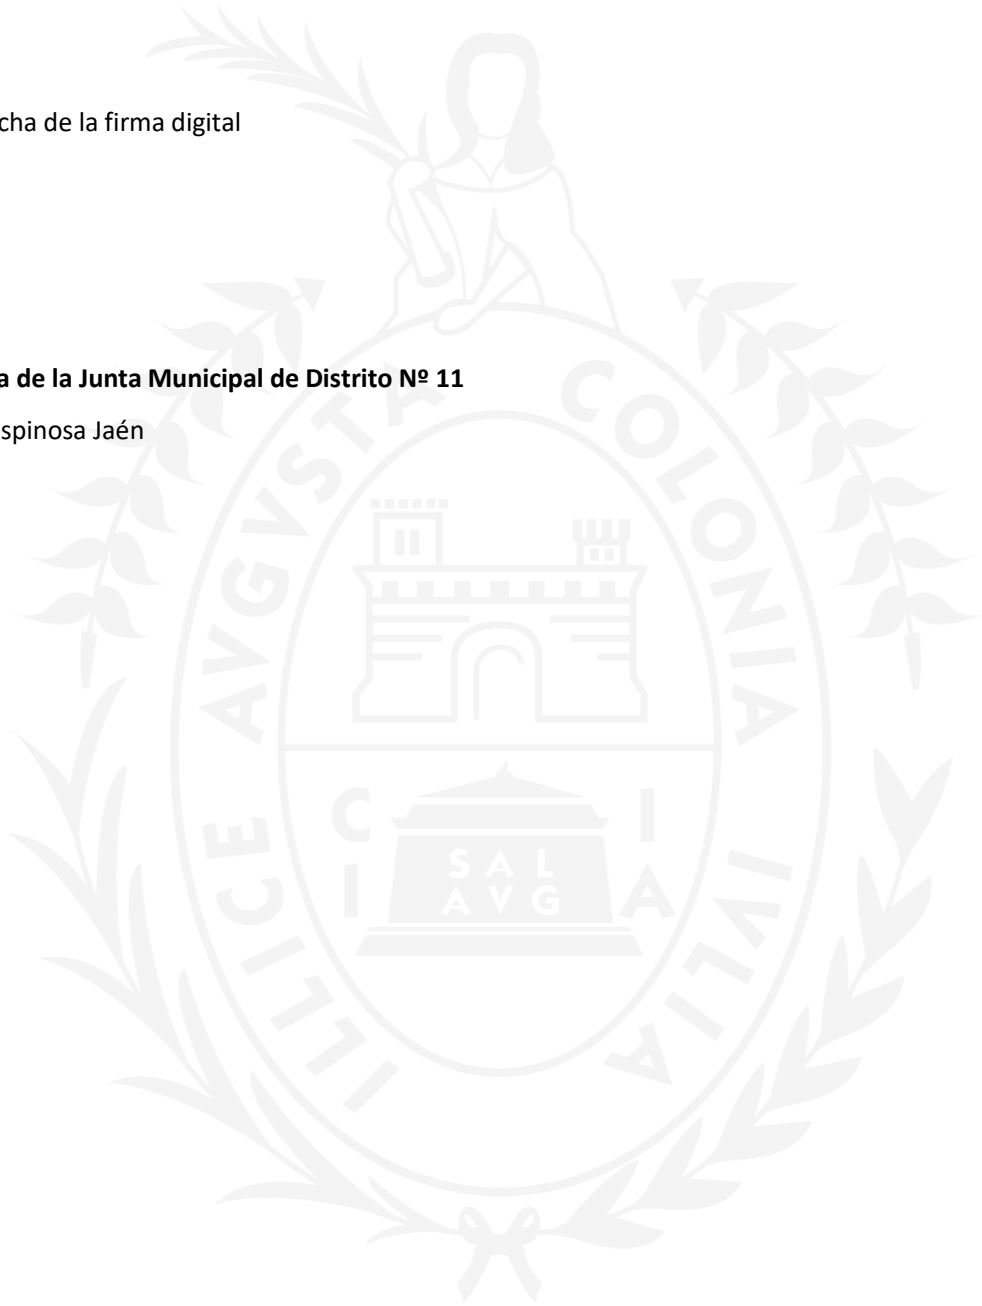 cha de la firma digital
a de la Junta Municipal de Distrito Nº 11
spinosa Jaén
COLONIA IVLIA ILLICE AVGVSTA
C I
I A
SAL
AVG